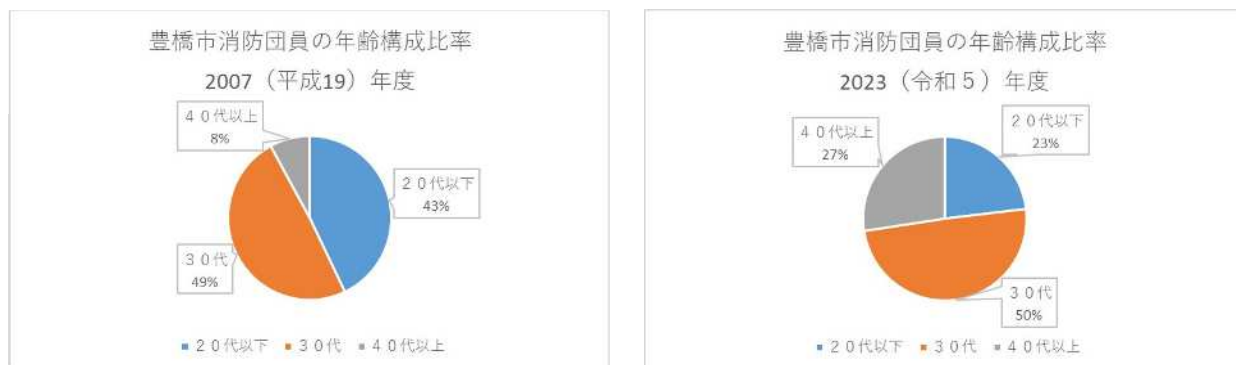 豊橋市消防団員の年齢構成比率
2007（平成19）年度
４０代以上
8%
２０代以下
43%
３０代
49%
２０代以下 ３０代 ４０代以上
豊橋市消防団員の年齢構成比率
2023（令和５）年度
４０代以上
27%
２０代以下
23%
３０代
50%
２０代以下 ３０代 ４０代以上